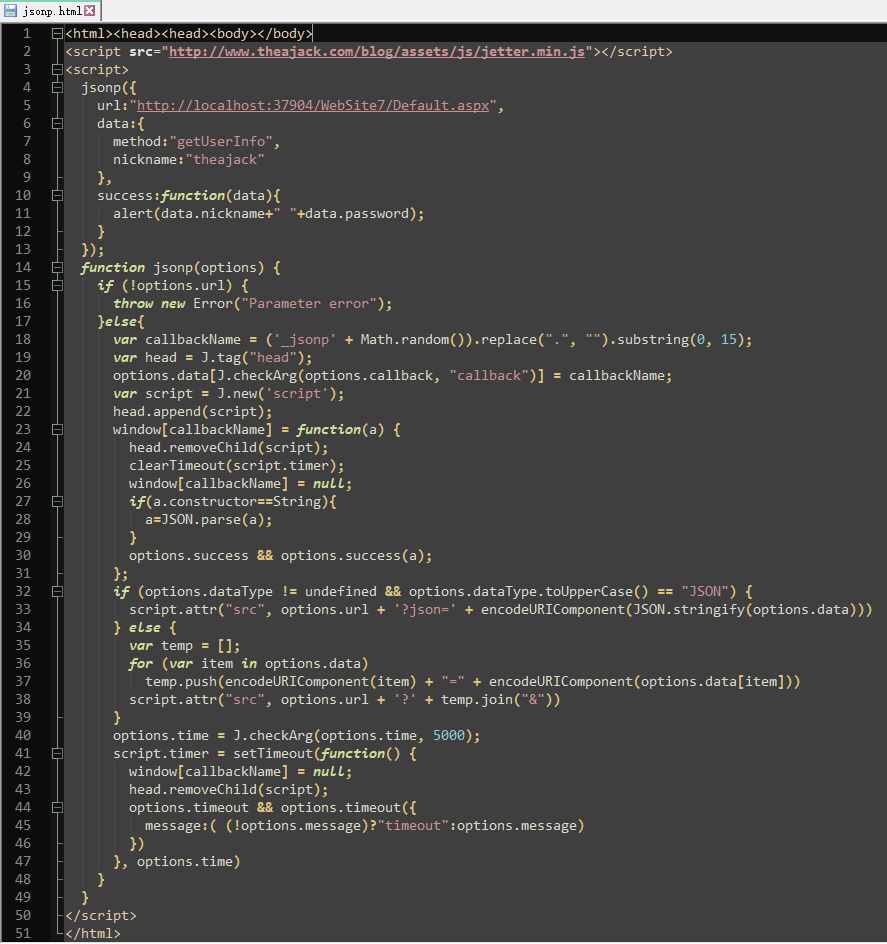 jsonp.html
1 <html><head><head><body></body>
2 <script src="http://www.theajack.com/blog/assets/js/jetter.min.js"></script>
3 <script>
4   jsonp({
5     url:"http://localhost:37904/WebSite7/Default.aspx",
6     data:{
7       method:"getUserInfo",
8       nickname:"theajack"
9     },
10     success:function(data){
11       alert(data.nickname+" "+data.password);
12     }
13   });
14   function jsonp(options) {
15     if (!options.url) {
16       throw new Error("Parameter error");
17     }else{
18       var callbackName = ('_jsonp' + Math.random()).replace(".", "").substring(0, 15);
19       var head = J.tag("head");
20       options.data[J.checkArg(options.callback, "callback")] = callbackName;
21       var script = J.new('script');
22       head.append(script);
23       window[callbackName] = function(a) {
24         head.removeChild(script);
25         clearTimeout(script.timer);
26         window[callbackName] = null;
27         if(a.constructor==String){
28           a=JSON.parse(a);
29         }
30         options.success && options.success(a);
31       };
32       if (options.dataType != undefined && options.dataType.toUpperCase() == "JSON") {
33         script.attr("src", options.url + '?json=' + encodeURIComponent(JSON.stringify(options.data)))
34       } else {
35         var temp = [];
36         for (var item in options.data)
37           temp.push(encodeURIComponent(item) + "=" + encodeURIComponent(options.data[item]))
38         script.attr("src", options.url + '?' + temp.join("&"))
39       }
40       options.time = J.checkArg(options.time, 5000);
41       script.timer = setTimeout(function() {
42         window[callbackName] = null;
43         head.removeChild(script);
44         options.timeout && options.timeout({
45           message:( (!options.message)?"timeout":options.message)
46         })
47       }, options.time)
48     }
49   }
50 </script>
51 </html>